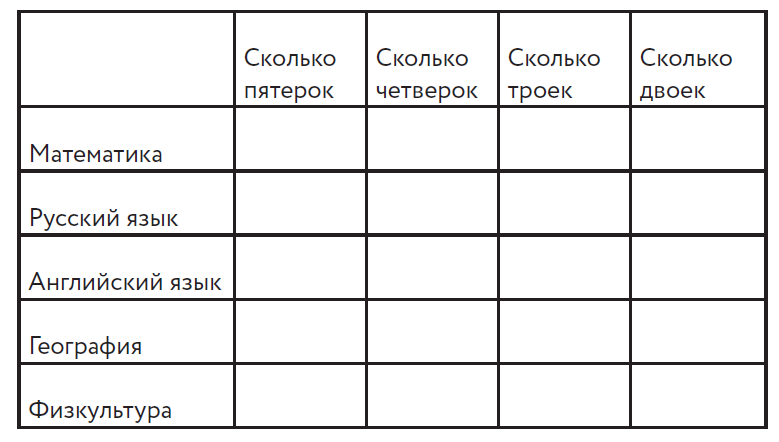 Сколько пятерок
Сколько четверок
Сколько троек
Сколько двоек
Математика
Русский язык
Английский язык
География
Физкультура